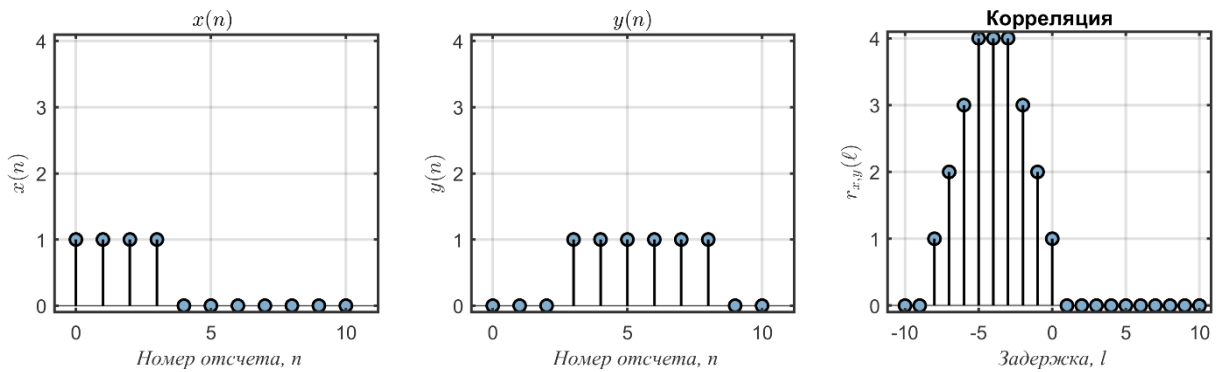 x(n)
4
3
2
1
0
x(n)
0 5 10
Номер отсчета, n
y(n)
4
3
2
1
0
y(n)
0 5 10
Номер отсчета, n
Корреляция
4
3
2
1
0
r_{x,y}(ℓ)
-10 -5 0 5 10
Задержка, l